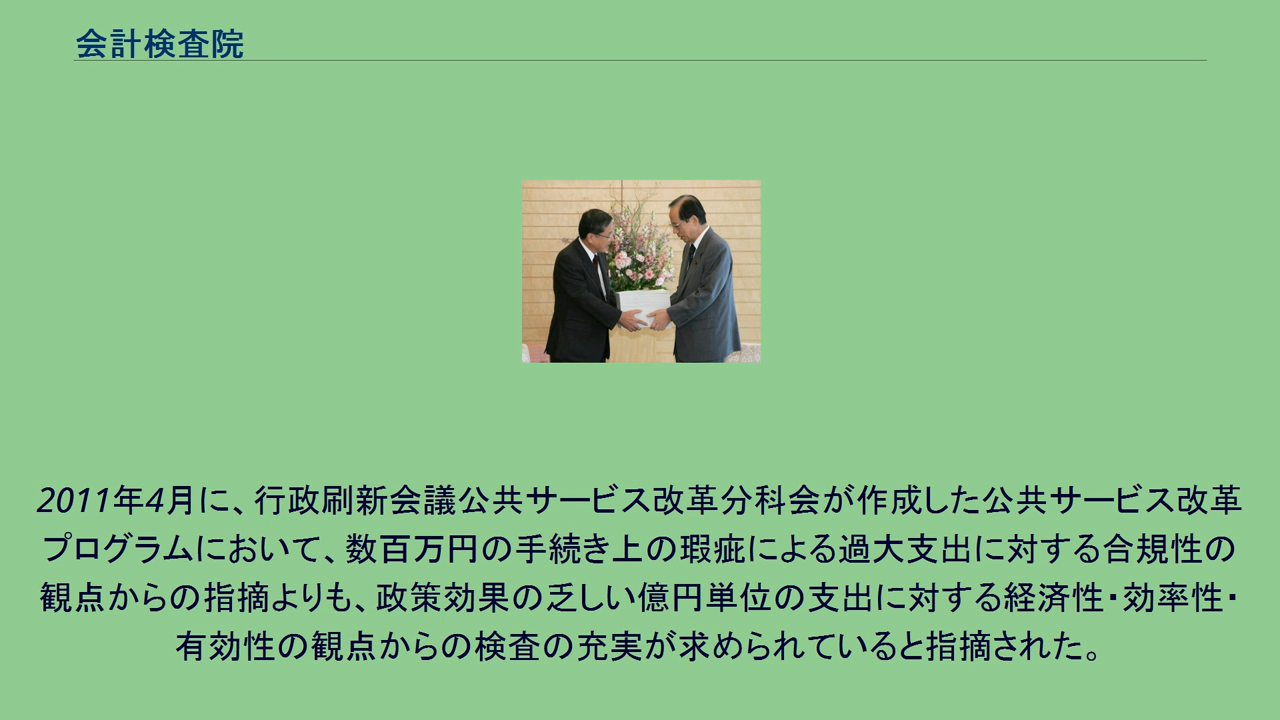 会計検査院
2011年4月に、行政刷新会議公共サービス改革分科会が作成した公共サービス改革
プログラムにおいて、数百万円の手続き上の瑕疵による過大支出に対する合規性の
観点からの指摘よりも、政策効果の乏しい億円単位の支出に対する経済性・効率性・
有効性の観点からの検査の充実が求められていると指摘された。